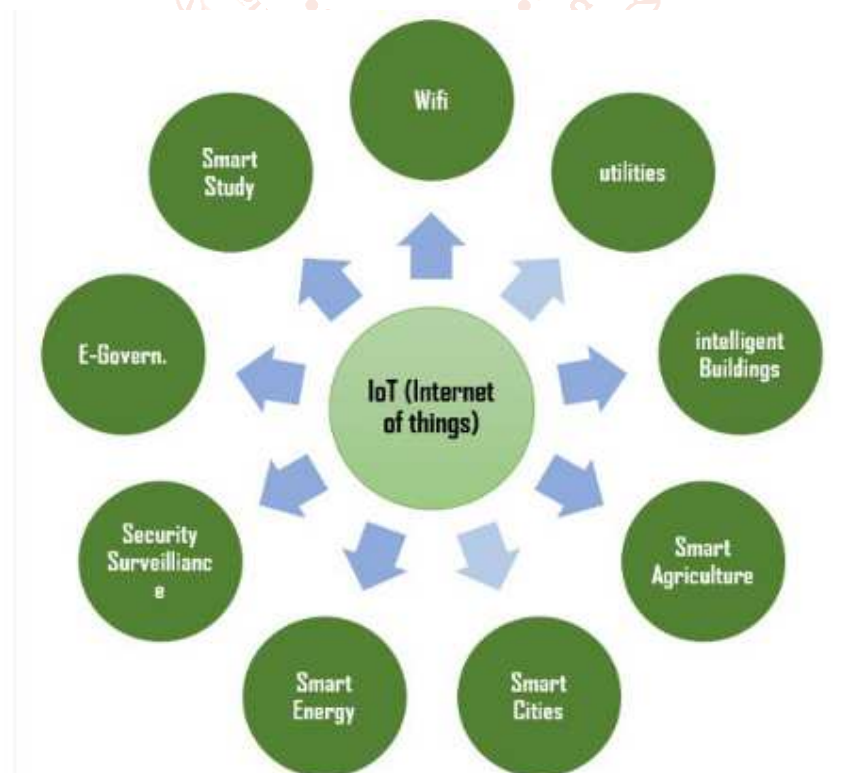 Wifi
utilities
intelligent
Buildings
Smart
Agriculture
Smart
Cities
Smart
Energy
Security
Surveillianc
e
E-Govern.
Smart
Study
IoT (Internet
of things)